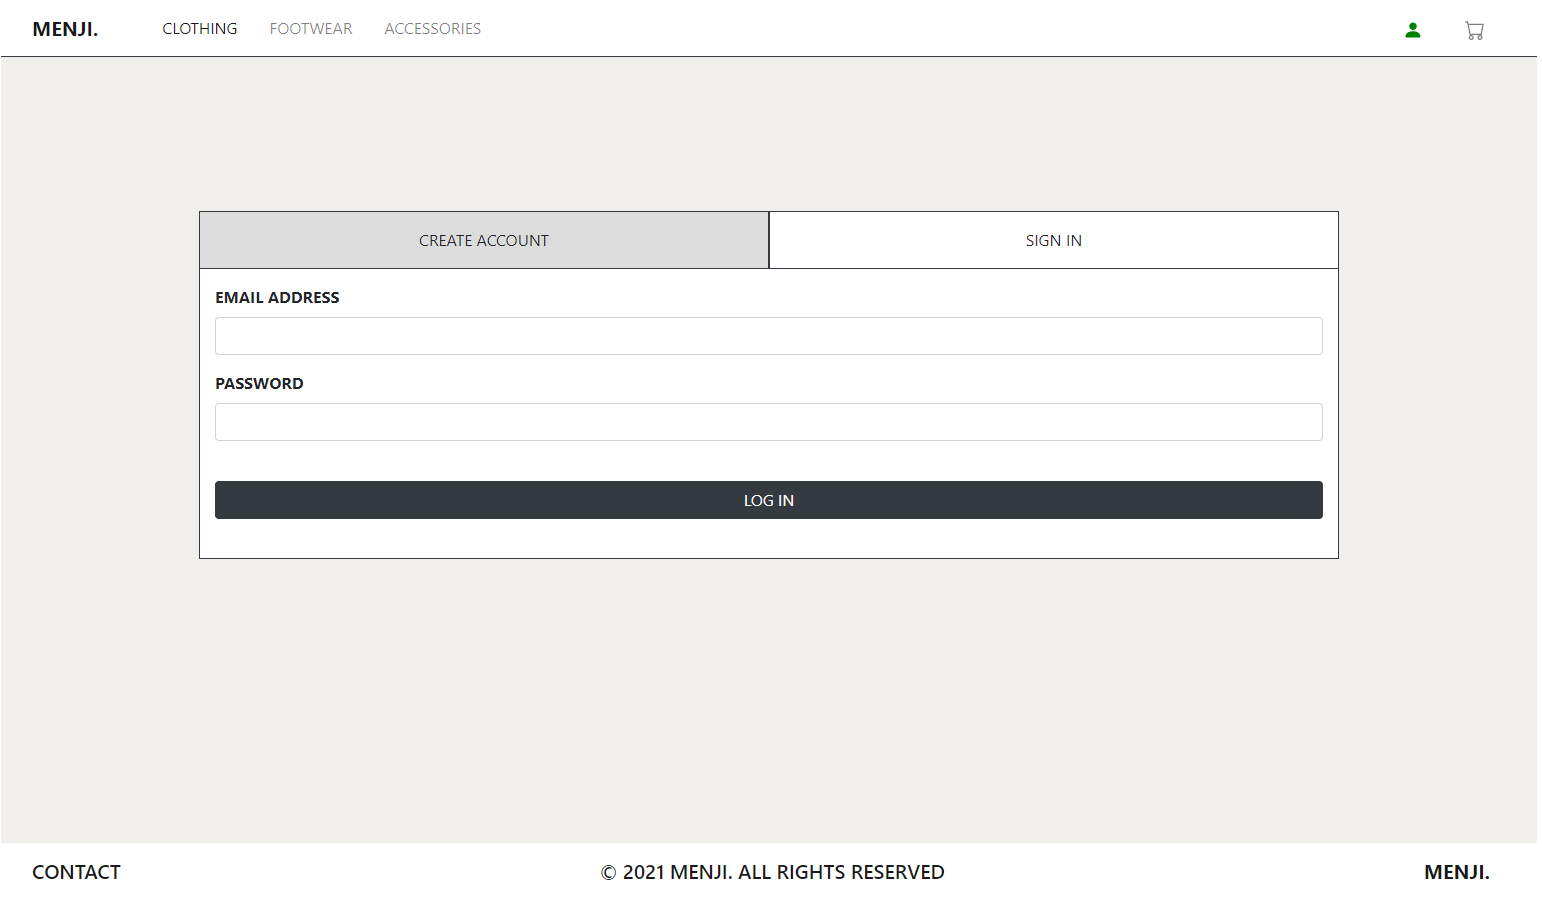 MENJI. CLOTHING FOOTWEAR ACCESSORIES
CREATE ACCOUNT SIGN IN
EMAIL ADDRESS
PASSWORD
LOG IN
CONTACT © 2021 MENJI. ALL RIGHTS RESERVED MENJI.